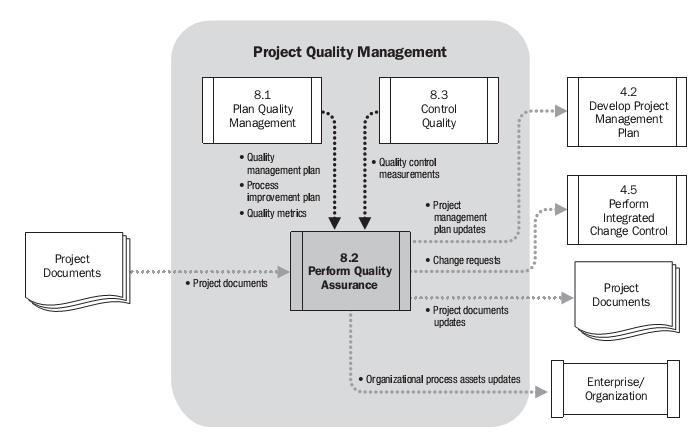 Project Quality Management
8.1
Plan Quality
Management
8.3
Control
Quality
4.2
Develop Project
Management
Plan
• Quality
management plan
• Process
improvement plan
• Quality metrics
• Quality control
measurements
• Project
management
plan updates
4.5
Perform
Integrated
Change Control
Project
Documents
• Project documents
8.2
Perform Quality
Assurance
• Change requests
• Project documents
updates
Project
Documents
• Organizational process assets updates
Enterprise/
Organization